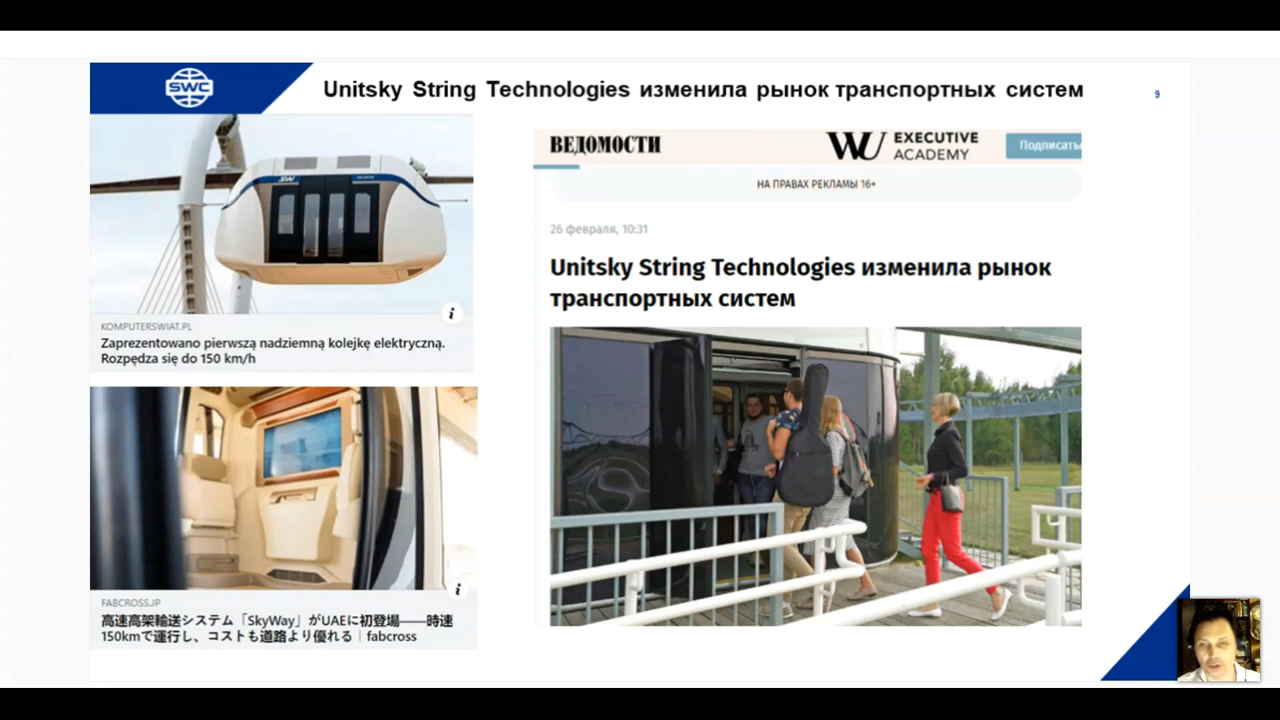 SWC
Unitsky String Technologies изменила рынок транспортных систем
9
KOMPUTERSWIAT.PL
Zaprezentowano pierwszą nadziemną kolejkę elektryczną.
Rozpędza się do 150 km/h
FABCROSS.JP
高速高架輸送システム「SkyWay」がUAEに初登場——時速
150kmで運行し、コストも道路より優れる | fabcross
ВЕДОМОСТИ
WU EXECUTIVE
ACADEMY
Подписать
НА ПРАВАХ РЕКЛАМЫ 16+
26 февраля, 10:31
Unitsky String Technologies изменила рынок
транспортных систем